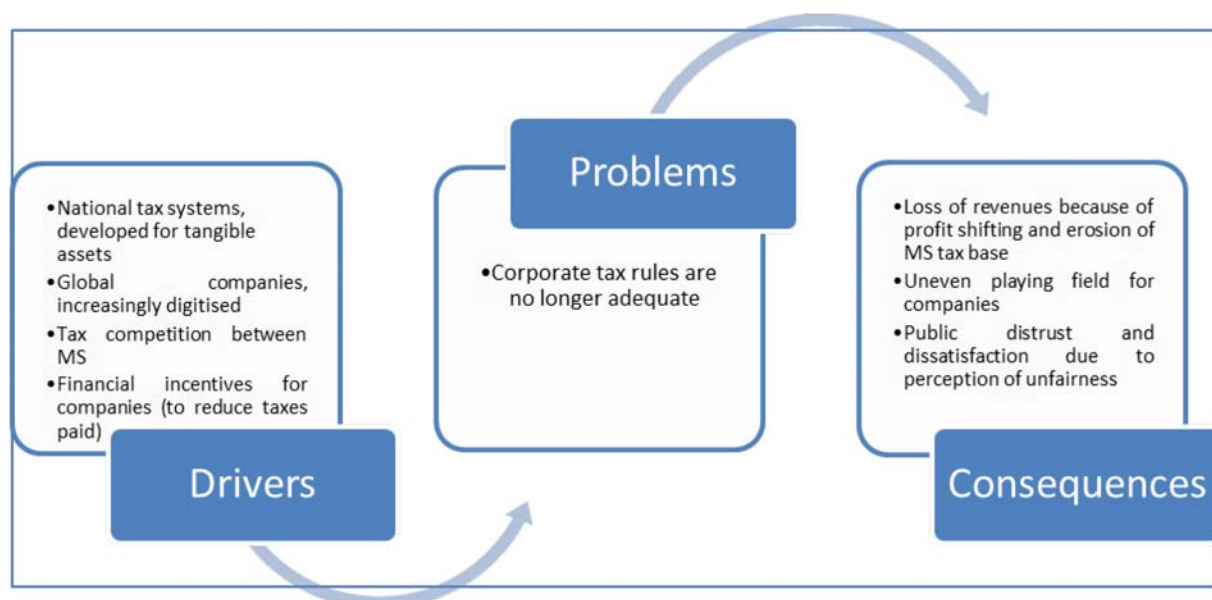 •National tax systems,
developed for tangible
assets
•Global companies,
increasingly digitised
•Tax competition between
MS
•Financial incentives for
companies (to reduce taxes
paid)
Drivers
Problems
•Corporate tax rules are
no longer adequate
•Loss of revenues because of
profit shifting and erosion of
MS tax base
•Uneven playing field for
companies
•Public distrust and
dissatisfaction due to
perception of unfairness
Consequences